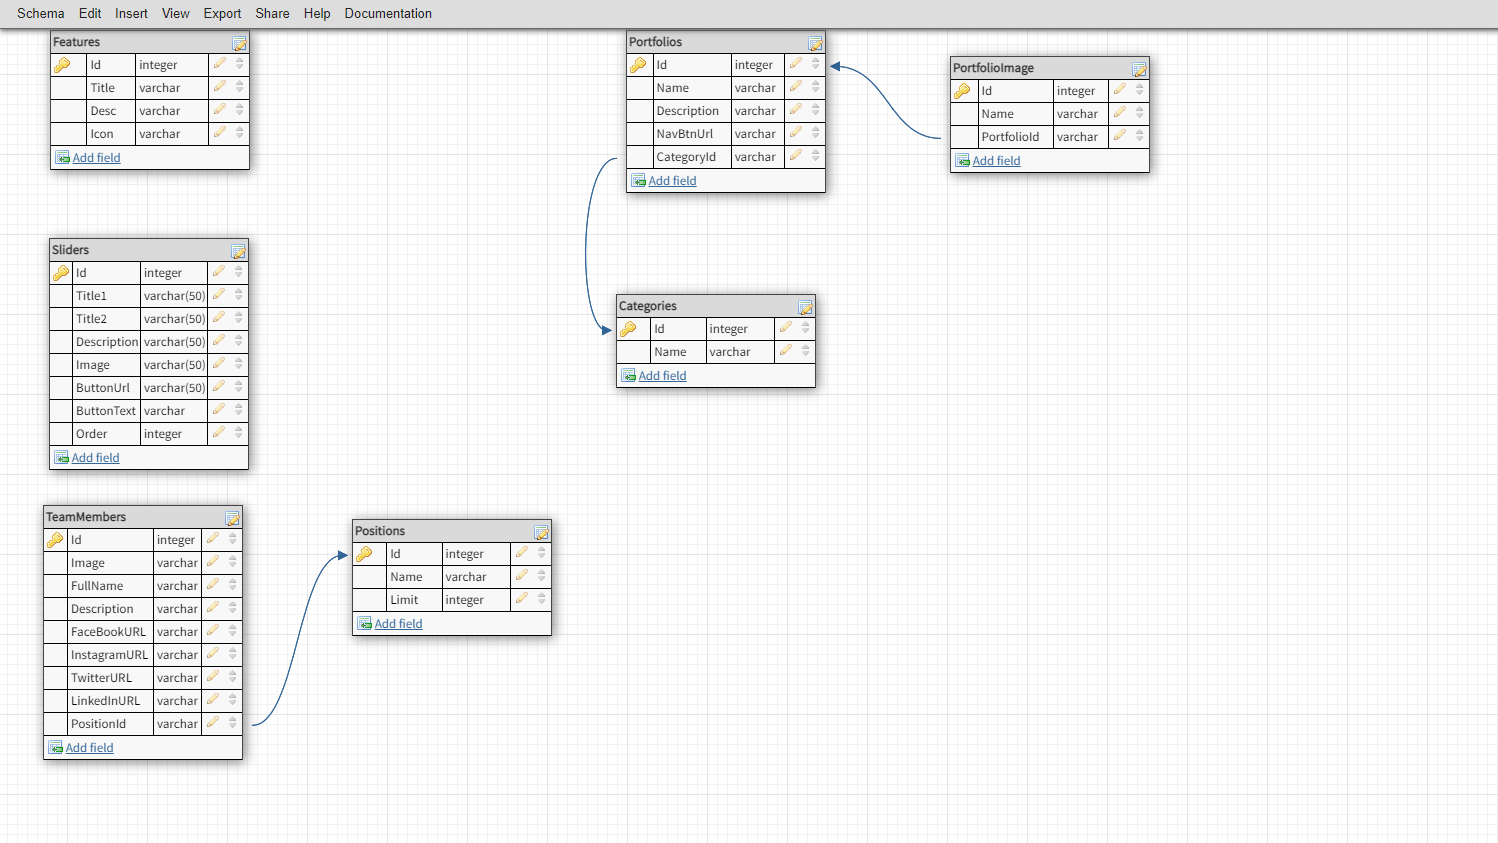 Schema Edit Insert View Export Share Help Documentation
Features
Id integer
Title varchar
Desc varchar
Icon varchar
Add field
Portfolios
Id integer
Name varchar
Description varchar
NavBtnUrl varchar
CategoryId varchar
Add field
PortfolioImage
Id integer
Name varchar
PortfolioId varchar
Add field
Sliders
Id integer
Title1 varchar(50)
Title2 varchar(50)
Description varchar(50)
Image varchar(50)
ButtonUrl varchar(50)
ButtonText varchar
Order integer
Add field
Categories
Id integer
Name varchar
Add field
TeamMembers
Id integer
Image varchar
FullName varchar
Description varchar
FaceBookURL varchar
InstagramURL varchar
TwitterURL varchar
LinkedInURL varchar
PositionId varchar
Add field
Positions
Id integer
Name varchar
Limit integer
Add field